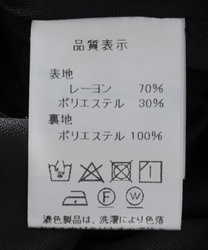 品質表示
表地
レーヨン 70%
ポリエステル 30%
裏地
ポリエステル 100%
F W
濃色製品は、洗濯により色落